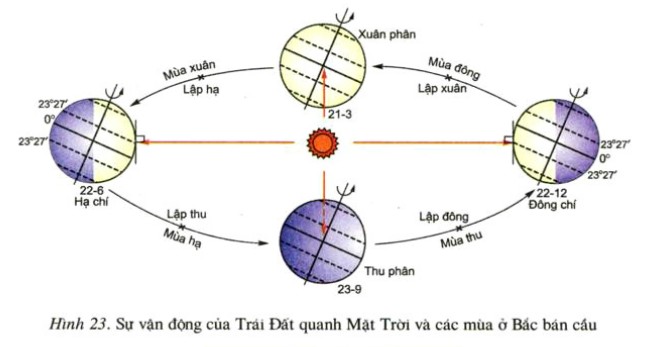 Xuân phân
Mùa xuân
Lập hạ
Mùa đông
Lập xuân
21-3
23°27'
0°
23°27'
22-6
Hạ chí
23°27'
0°
23°27'
22-12
Đông chí
Lập thu
Mùa hạ
Lập đông
Mùa thu
Thu phân
23-9
Hình 23. Sự vận động của Trái Đất quanh Mặt Trời và các mùa ở Bắc bán cầu